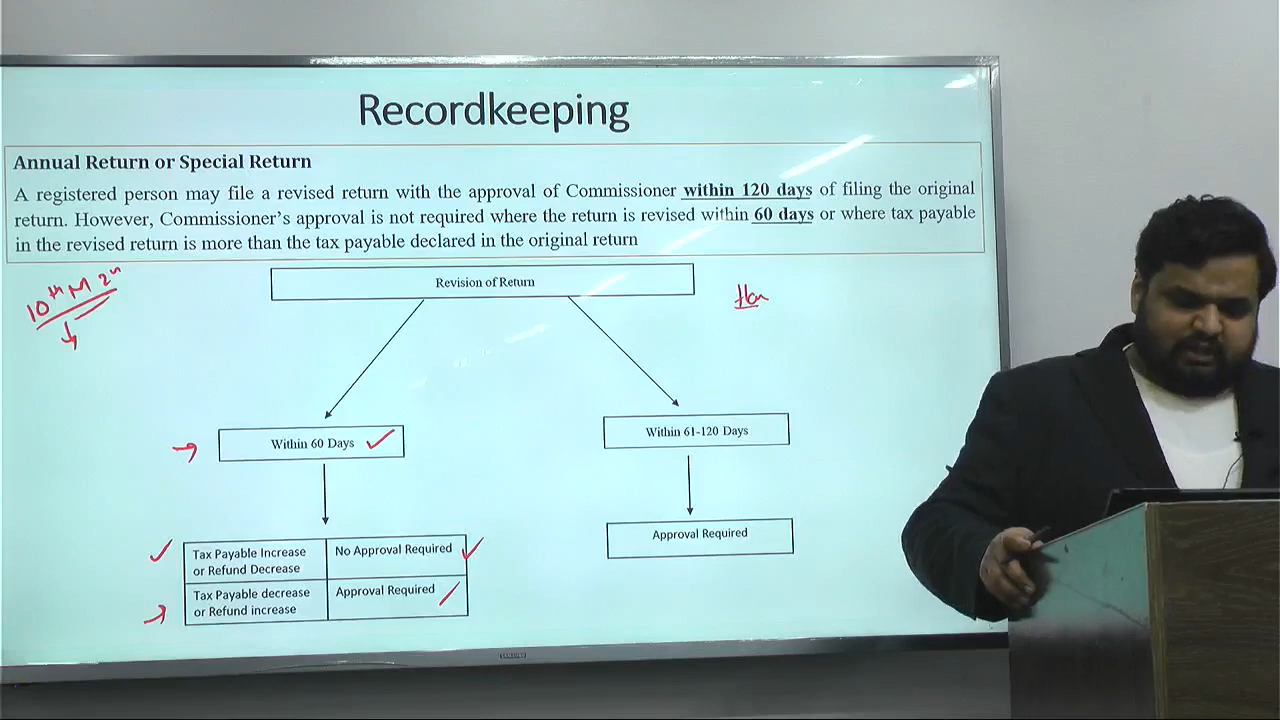 Recordkeeping
Annual Return or Special Return
A registered person may file a revised return with the approval of Commissioner within 120 days of filing the original
return. However, Commissioner's approval is not required where the return is revised within 60 days or where tax payable
in the revised return is more than the tax payable declared in the original return
10th M
Revision of Return
Within 60 Days
Within 61-120 Days
Tax Payable Increase
or Refund Decrease
No Approval Required
Tax Payable decrease
or Refund increase
Approval Required
Approval Required
SAMSUNG